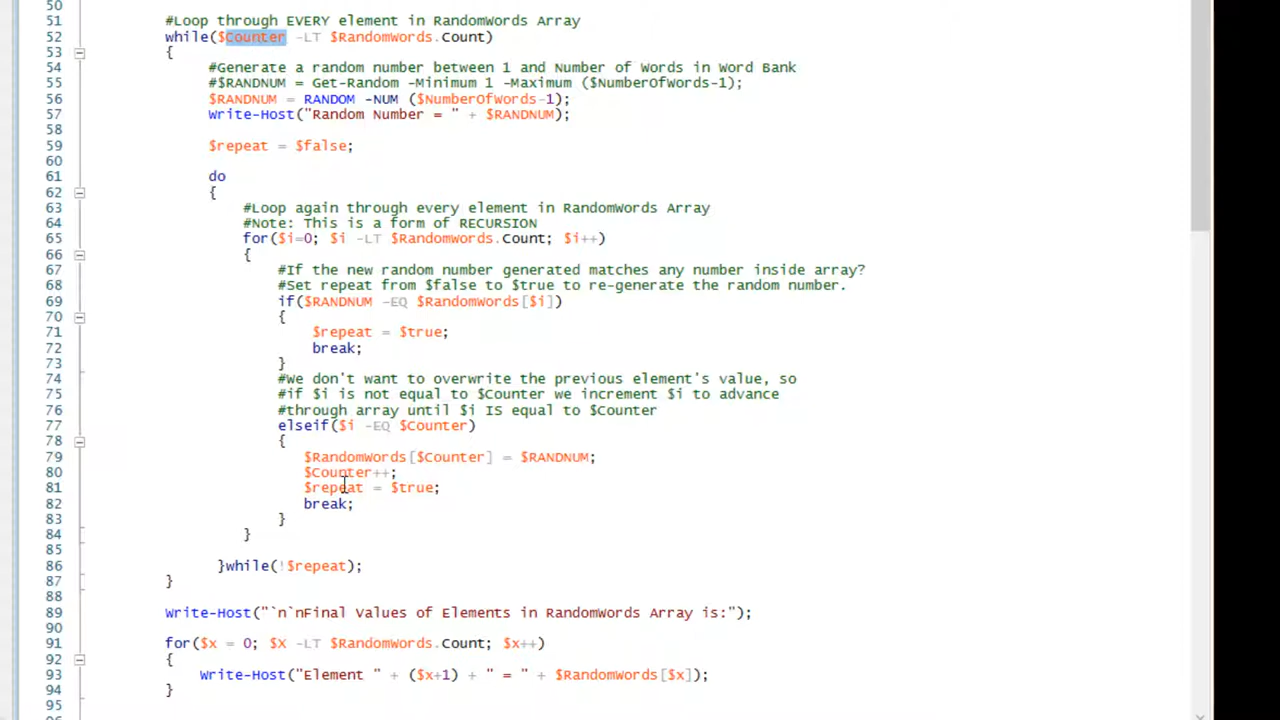 50
51 #Loop through EVERY element in RandomWords Array
52 while($Counter -LT $RandomWords.Count)
53 {
54 #Generate a random number between 1 and Number of Words in Word Bank
55 #$RANDNUM = Get-Random -Minimum 1 -Maximum ($NumberOfWords-1);
56 $RANDNUM = RANDOM -NUM ($NumberOfWords-1);
57 Write-Host("Random Number = " + $RANDNUM);
58
59 $repeat = $false;
60
61 do
62 {
63 #Loop again through every element in RandomWords Array
64 #Note: This is a form of RECURSION
65 for($i=0; $i -LT $RandomWords.Count; $i++)
66 {
67 #If the new random number generated matches any number inside array?
68 #Set repeat from $false to $true to re-generate the random number.
69 if($RANDNUM -EQ $RandomWords[$i])
70 {
71 $repeat = $true;
72 break;
73 }
74 #We don't want to overwrite the previous element's value, so
75 #if $i is not equal to $Counter we increment $i to advance
76 #through array until $i IS equal to $Counter
77 elseif($i -EQ $Counter)
78 {
79 $RandomWords[$Counter] = $RANDNUM;
80 $Counter++;
81 $repeat = $true;
82 break;
83 }
84 }
85
86 }while(!$repeat);
87 }
88
89 Write-Host("`n`nFinal Values of Elements in RandomWords Array is:");
90
91 for($x = 0; $X -LT $RandomWords.Count; $x++)
92 {
93 Write-Host("Element " + ($x+1) + " = " + $RandomWords[$x]);
94 }
95